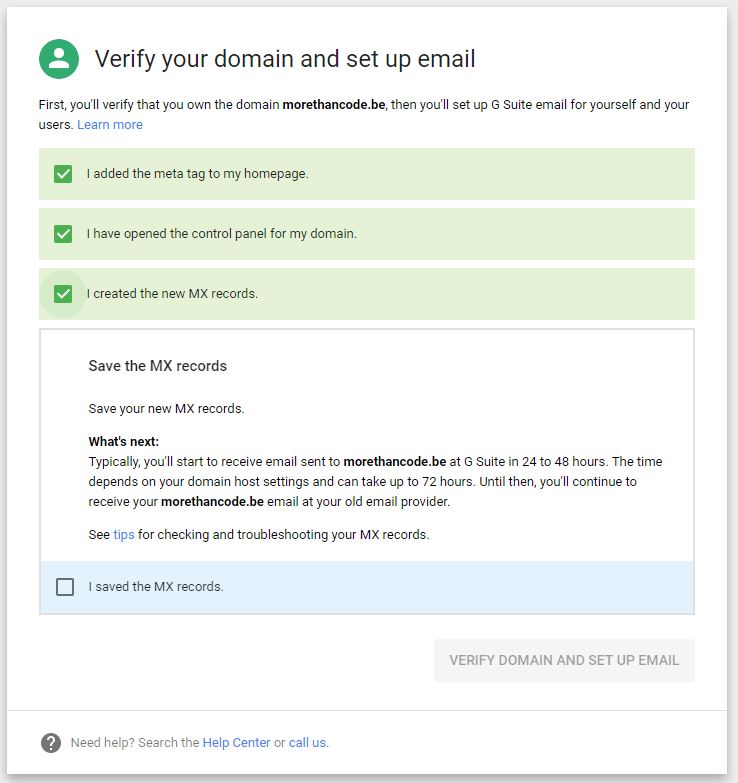 Verify your domain and set up email
First, you'll verify that you own the domain morethancode.be, then you'll set up G Suite email for yourself and your
users. Learn more
I added the meta tag to my homepage.
I have opened the control panel for my domain.
I created the new MX records.
Save the MX records
Save your new MX records.
What's next:
Typically, you'll start to receive email sent to morethancode.be at G Suite in 24 to 48 hours. The time
depends on your domain host settings and can take up to 72 hours. Until then, you'll continue to
receive your morethancode.be email at your old email provider.
See tips for checking and troubleshooting your MX records.
I saved the MX records.
VERIFY DOMAIN AND SET UP EMAIL
Need help? Search the Help Center or call us.